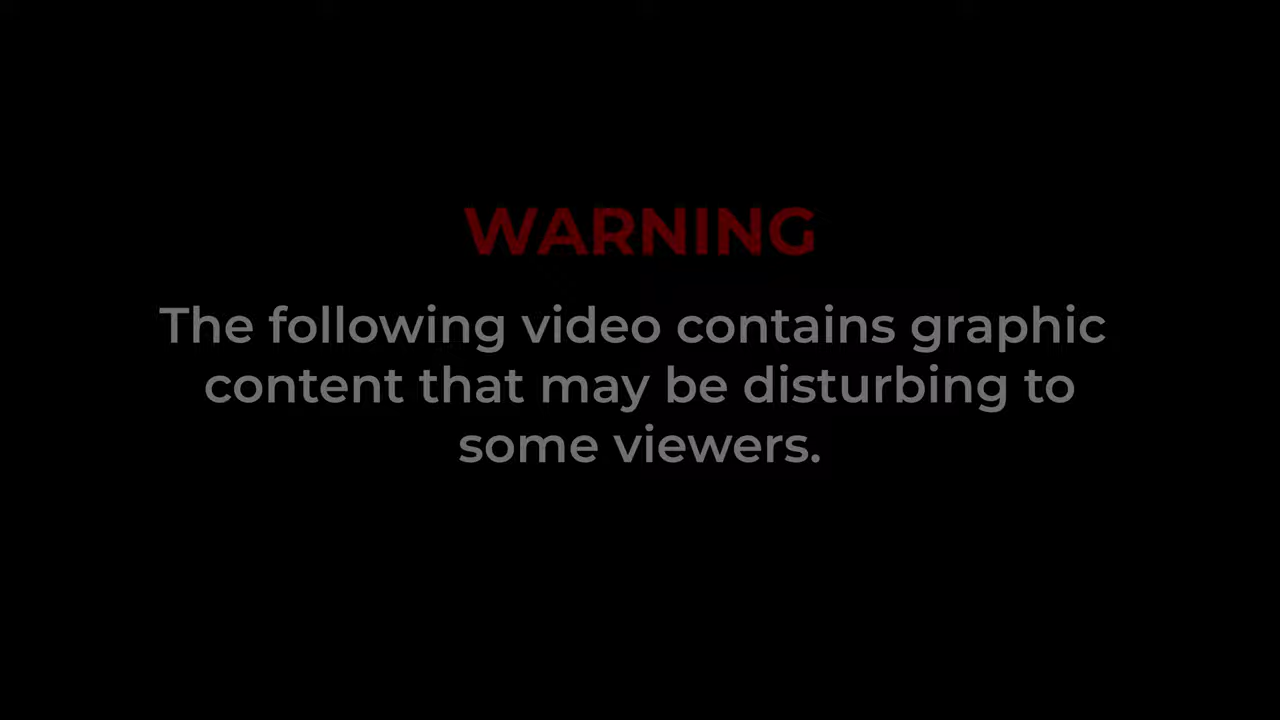 WARNING
The following video contains graphic
content that may be disturbing to
some viewers.